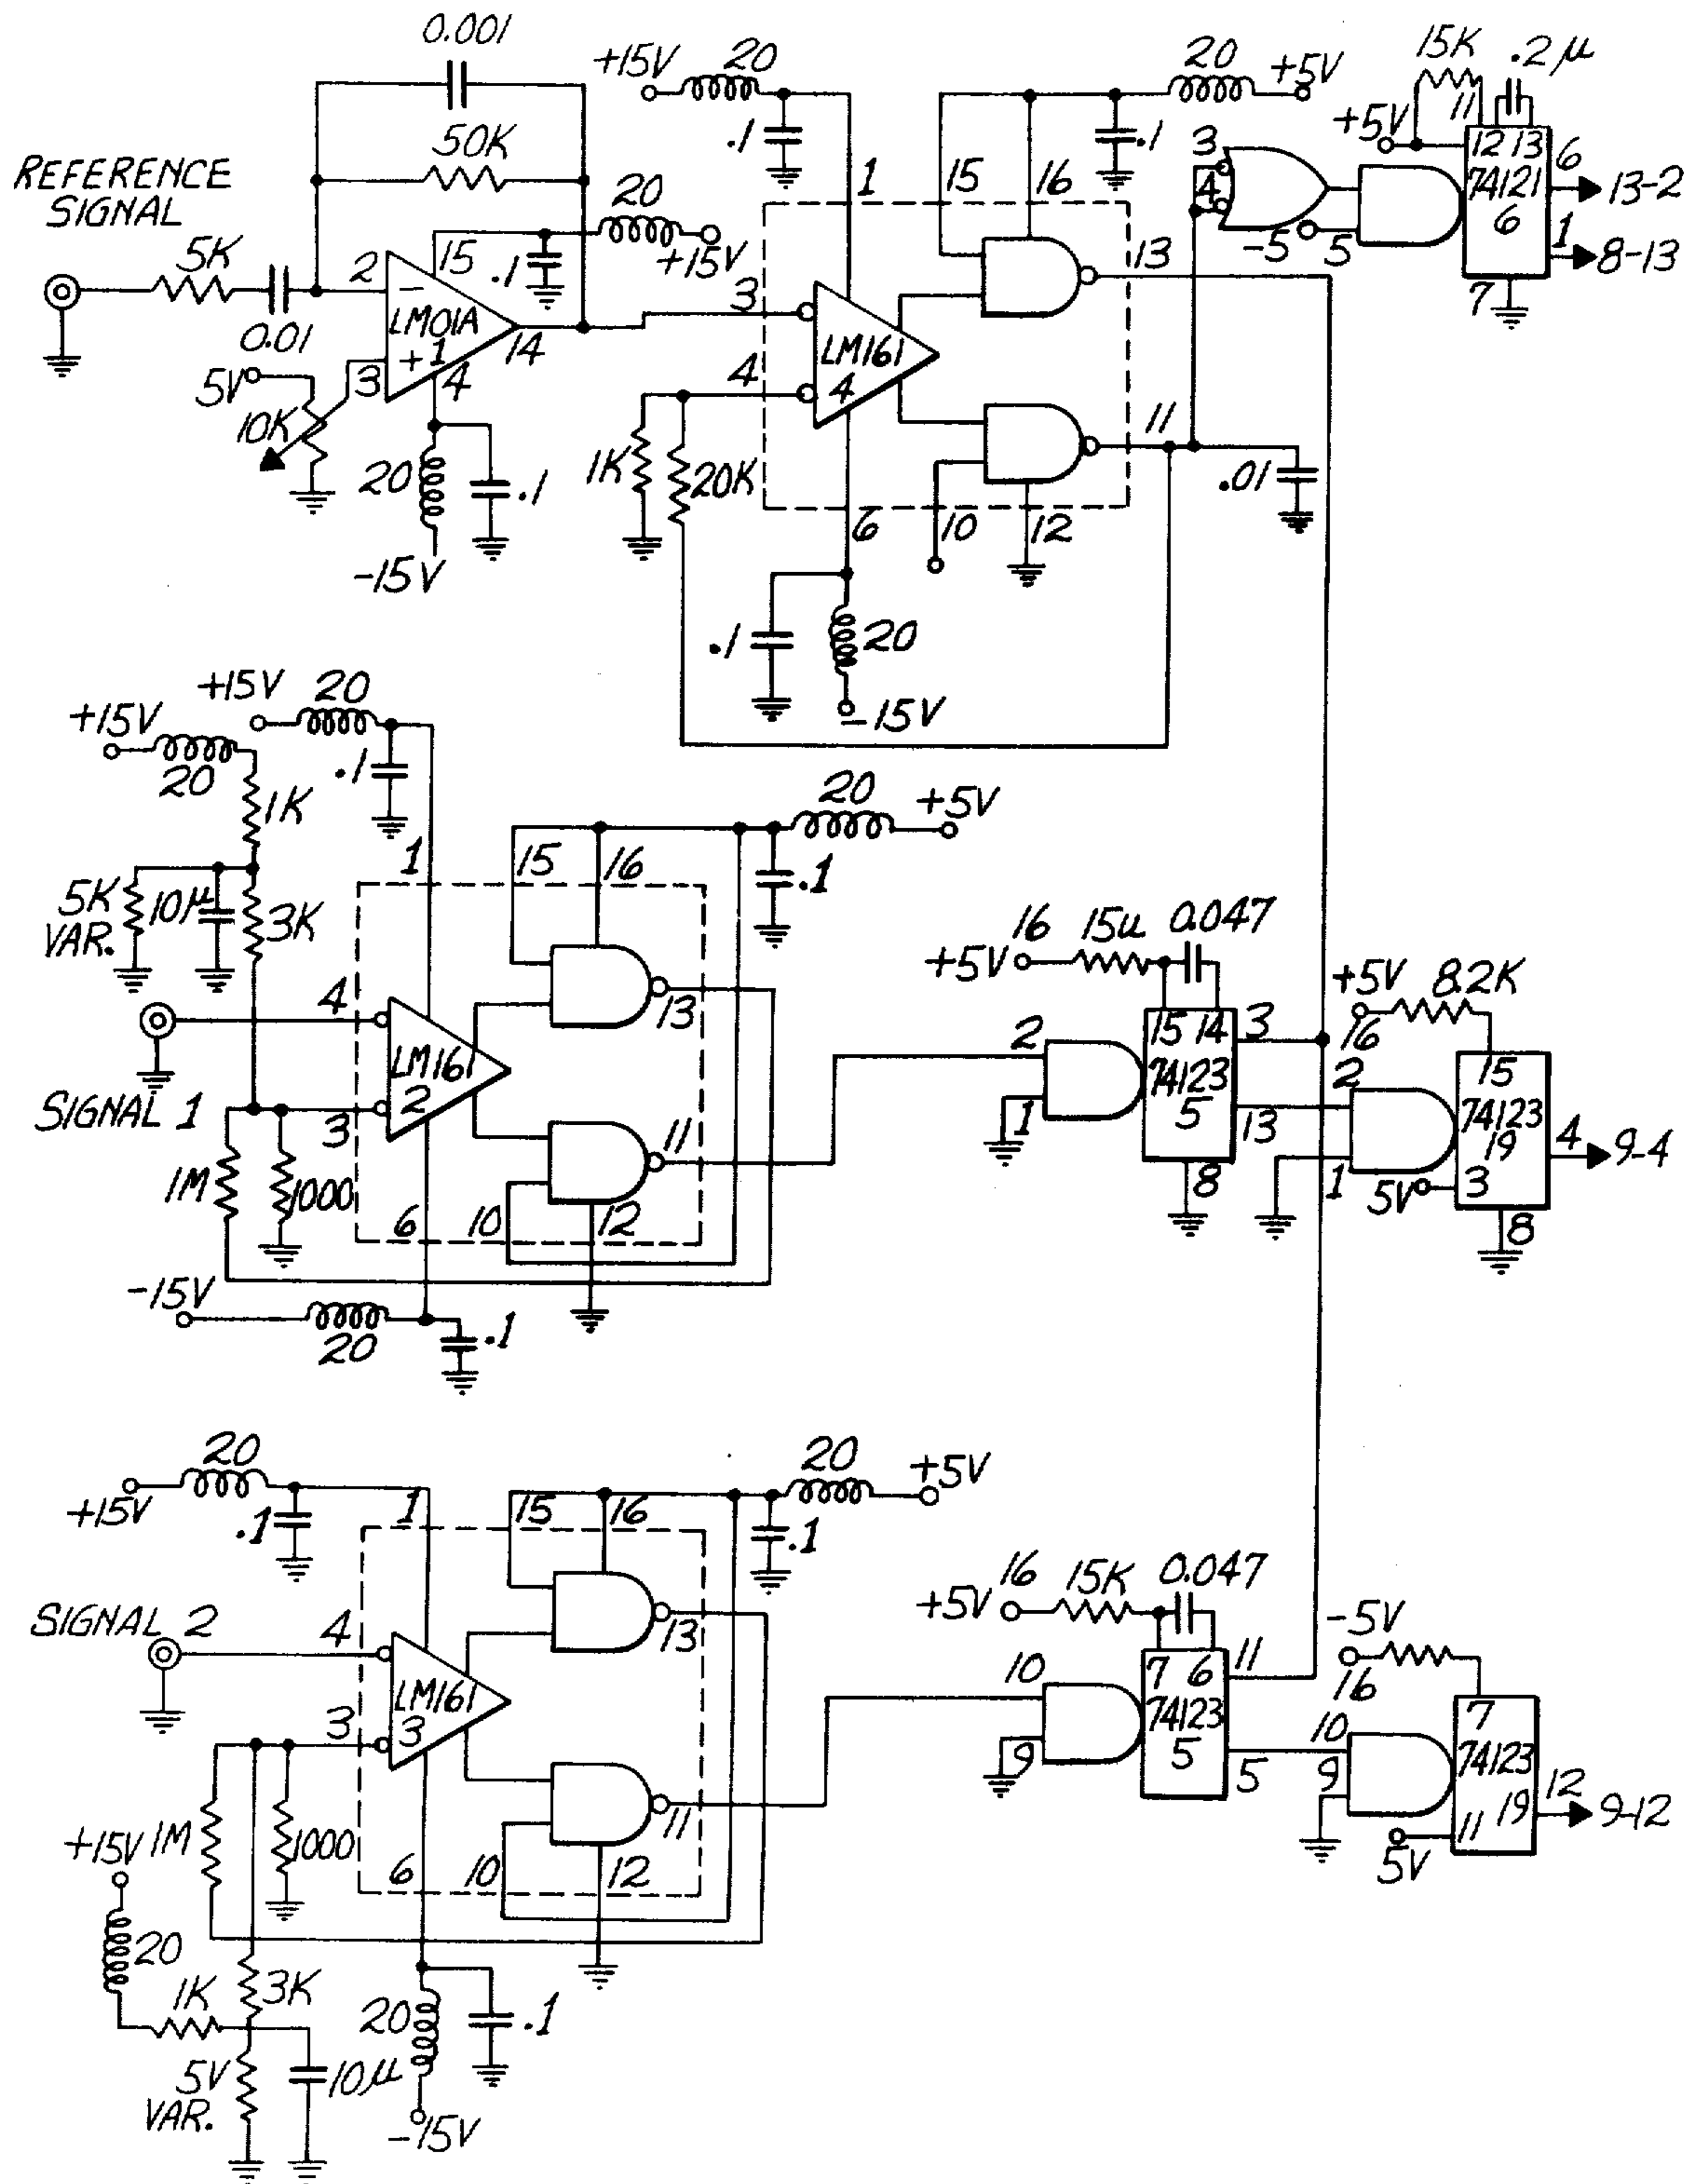 0.001
50K
REFERENCE
SIGNAL
5K
0.01
2
15
20
+15V
.1
LM01A
+1
3
4
14
5V
10K
20
.1
-15V
+15V
20
.1
1
3
4
LM161
4
1K
20K
6
.1
20
-15V
15
16
20
+5V
.1
13
11
10
12
.01
3
4
-5
5
15K
.2μ
+5V
11
12 13
74121
6
7
6
13-2
1
8-13
+15V
20
+15V
20
.1
1K
5K
VAR.
10μ
3K
1
4
SIGNAL 1
3
LM161
2
1M
1000
6
-15V
20
.1
15
16
20
+5V
.1
13
11
10
12
16
+5V
15u
0.047
2
1
15 14
74123
5
3
13
8
+5V
16
8.2K
2
1
15
74123
19
3
5V
4
9-4
8
20
+15V
.1
1
SIGNAL 2
4
3
LM161
3
+15V
1M
1000
6
20
1K
3K
5V
VAR.
10μ
20
.1
-15V
15
16
20
+5V
.1
13
11
10
12
16
+5V
15K
0.047
10
9
7 6
74123
5
11
5
-5V
16
10
9
7
74123
19
11
5V
12
9-12